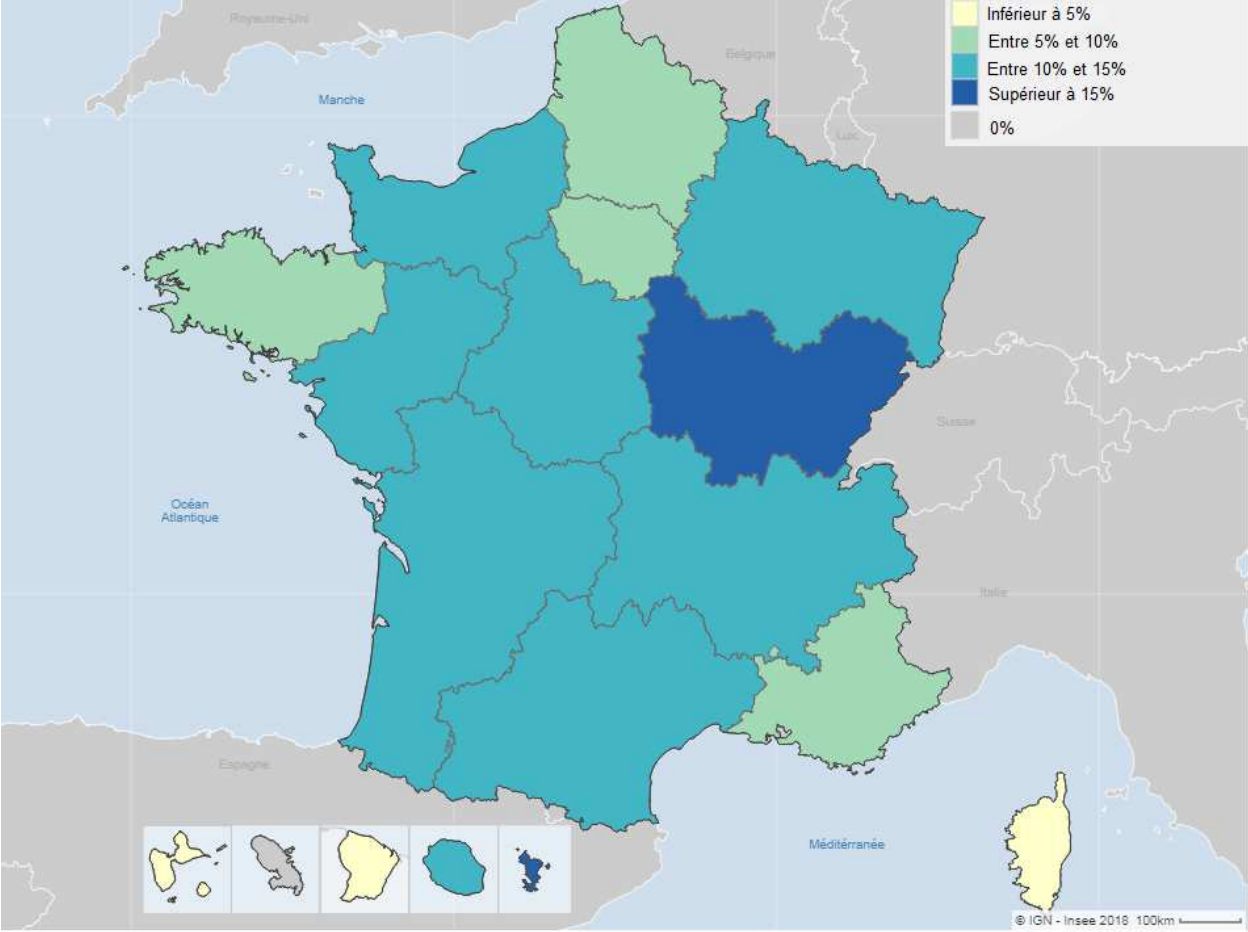 Inférieur à 5%
Entre 5% et 10%
Entre 10% et 15%
Supérieur à 15%
0%
Royaume-Uni
Belgique
Manche
Lux.
Suisse
Océan
Atlantique
Italie
Espagne
Méditérranée
© IGN - Insee 2018 100km